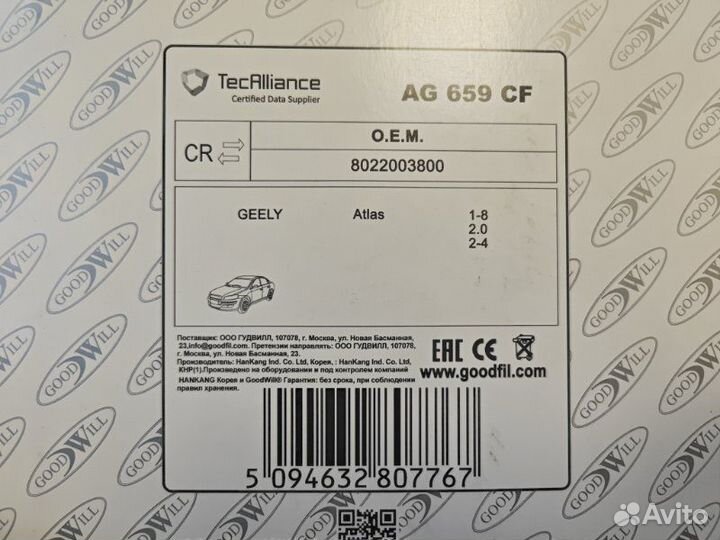 TecAlliance
Certified Data Supplier
AG 659 CF
CR
O.E.M.
8022003800
GEELY Atlas 1-8
2.0
2-4
Поставщик: ООО ГУДВИЛЛ, 107078, г. Москва, ул. Новая Басманная,
23,info@goodfil.com. Претензии направлять: ООО ГУДВИЛЛ, 107078,
г. Москва, ул. Новая Басманная, 23.
Производитель: HanKang Ind. Co. Ltd, Корея, : HanKang Ind. Co. Ltd,
КНР(1).Произведено на оборудовании и под контролем компаний
HANKANG Корея и GoodWill® Гарантия: без срока, при соблюдении
правил хранения.
EAC CE
www.goodfil.com
5 094632 807767
GOODWILL
Avito